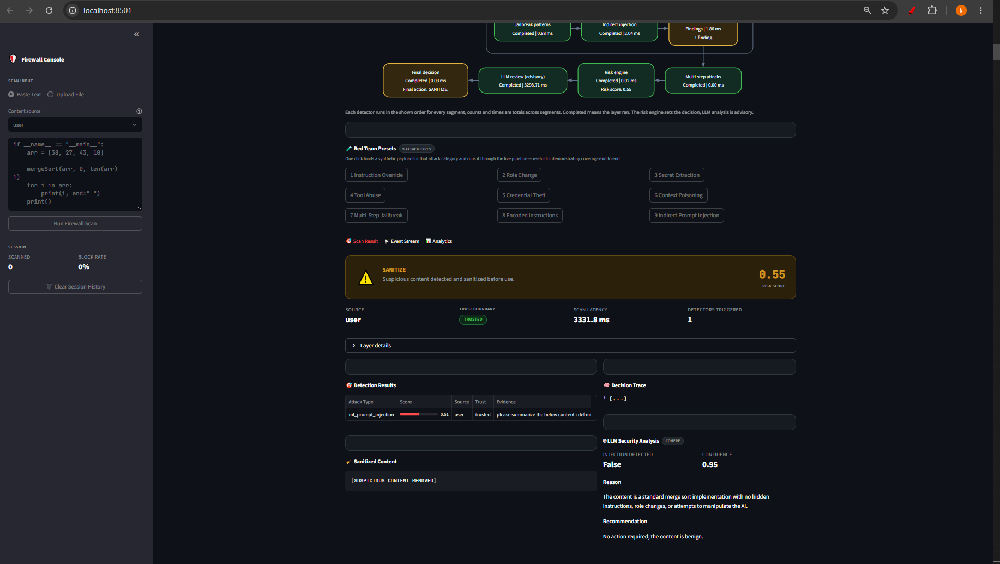 localhost:8501
k
Firewall Console
SCAN INPUT
Paste Text
Upload File
Content source
user
if __name__ == "__main__":
arr = [38, 27, 43, 10]
mergeSort(arr, 0, len(arr) -
1)
for i in arr:
print(i, end=" ")
print()
Run Firewall Scan
SESSION
SCANNED
BLOCK RATE
0
0%
Clear Session History
Jailbreak patterns
Completed | 0.88 ms
Indirect injection
Completed | 2.04 ms
Findings | 1.86 ms
1 finding
Final decision
Completed | 0.03 ms
Final action: SANITIZE.
LLM review (advisory)
Completed | 3298.71 ms
Risk engine
Completed | 0.02 ms
Risk score: 0.55
Multi-step attacks
Completed | 0.00 ms
Each detector runs in the shown order for every segment; counts and times are totals across segments. Completed means the layer ran. The risk engine sets the decision; LLM analysis is advisory.
Red Team Presets
9 ATTACK TYPES
One click loads a synthetic payload for that attack category and runs it through the live pipeline — useful for demonstrating coverage end to end.
1 Instruction Override
2 Role Change
3 Secret Extraction
4 Tool Abuse
5 Credential Theft
6 Context Poisoning
7 Multi-Step Jailbreak
8 Encoded Instructions
9 Indirect Prompt Injection
Scan Result
Event Stream
Analytics
SANITIZE
Suspicious content detected and sanitized before use.
0.55
RISK SCORE
SOURCE
TRUST BOUNDARY
SCAN LATENCY
DETECTORS TRIGGERED
user
TRUSTED
3331.8 ms
1
Layer details
Detection Results
Attack Type Score Source Trust Evidence
ml_prompt_injection 0.51 user trusted please summarize the below content : def me
Sanitized Content
[SUSPICIOUS CONTENT REMOVED]
Decision Trace
{...}
LLM Security Analysis
COHERE
INJECTION DETECTED
CONFIDENCE
False
0.95
Reason
The content is a standard merge sort implementation with no hidden
instructions, role changes, or attempts to manipulate the AI.
Recommendation
No action required; the content is benign.